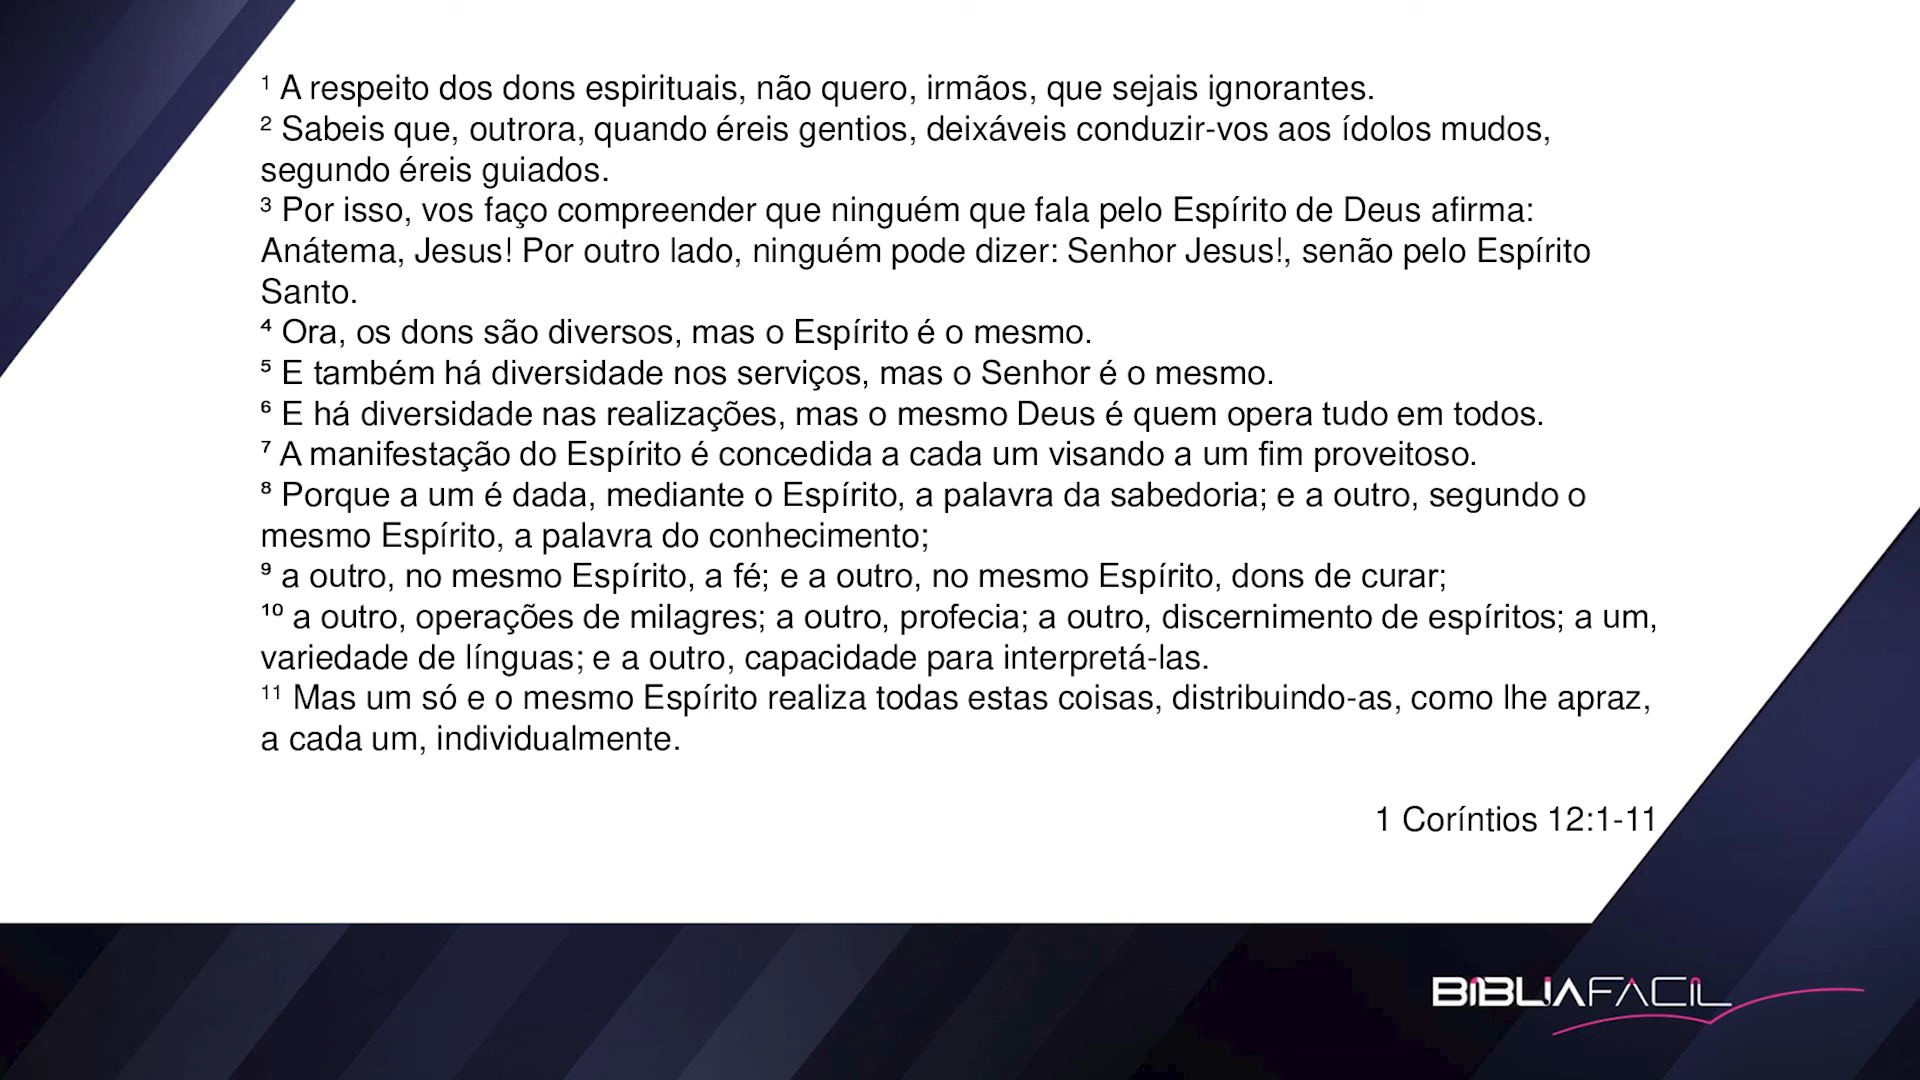 ¹ A respeito dos dons espirituais, não quero, irmãos, que sejais ignorantes.
² Sabeis que, outrora, quando éreis gentios, deixáveis conduzir-vos aos ídolos mudos,
segundo éreis guiados.
³ Por isso, vos faço compreender que ninguém que fala pelo Espírito de Deus afirma:
Anátema, Jesus! Por outro lado, ninguém pode dizer: Senhor Jesus!, senão pelo Espírito
Santo.
⁴ Ora, os dons são diversos, mas o Espírito é o mesmo.
⁵ E também há diversidade nos serviços, mas o Senhor é o mesmo.
⁶ E há diversidade nas realizações, mas o mesmo Deus é quem opera tudo em todos.
⁷ A manifestação do Espírito é concedida a cada um visando a um fim proveitoso.
⁸ Porque a um é dada, mediante o Espírito, a palavra da sabedoria; e a outro, segundo o
mesmo Espírito, a palavra do conhecimento;
⁹ a outro, no mesmo Espírito, a fé; e a outro, no mesmo Espírito, dons de curar;
¹⁰ a outro, operações de milagres; a outro, profecia; a outro, discernimento de espíritos; a um,
variedade de línguas; e a outro, capacidade para interpretá-las.
¹¹ Mas um só e o mesmo Espírito realiza todas estas coisas, distribuindo-as, como lhe apraz,
a cada um, individualmente.
1 Coríntios 12:1-11
BIBLIAFACIL